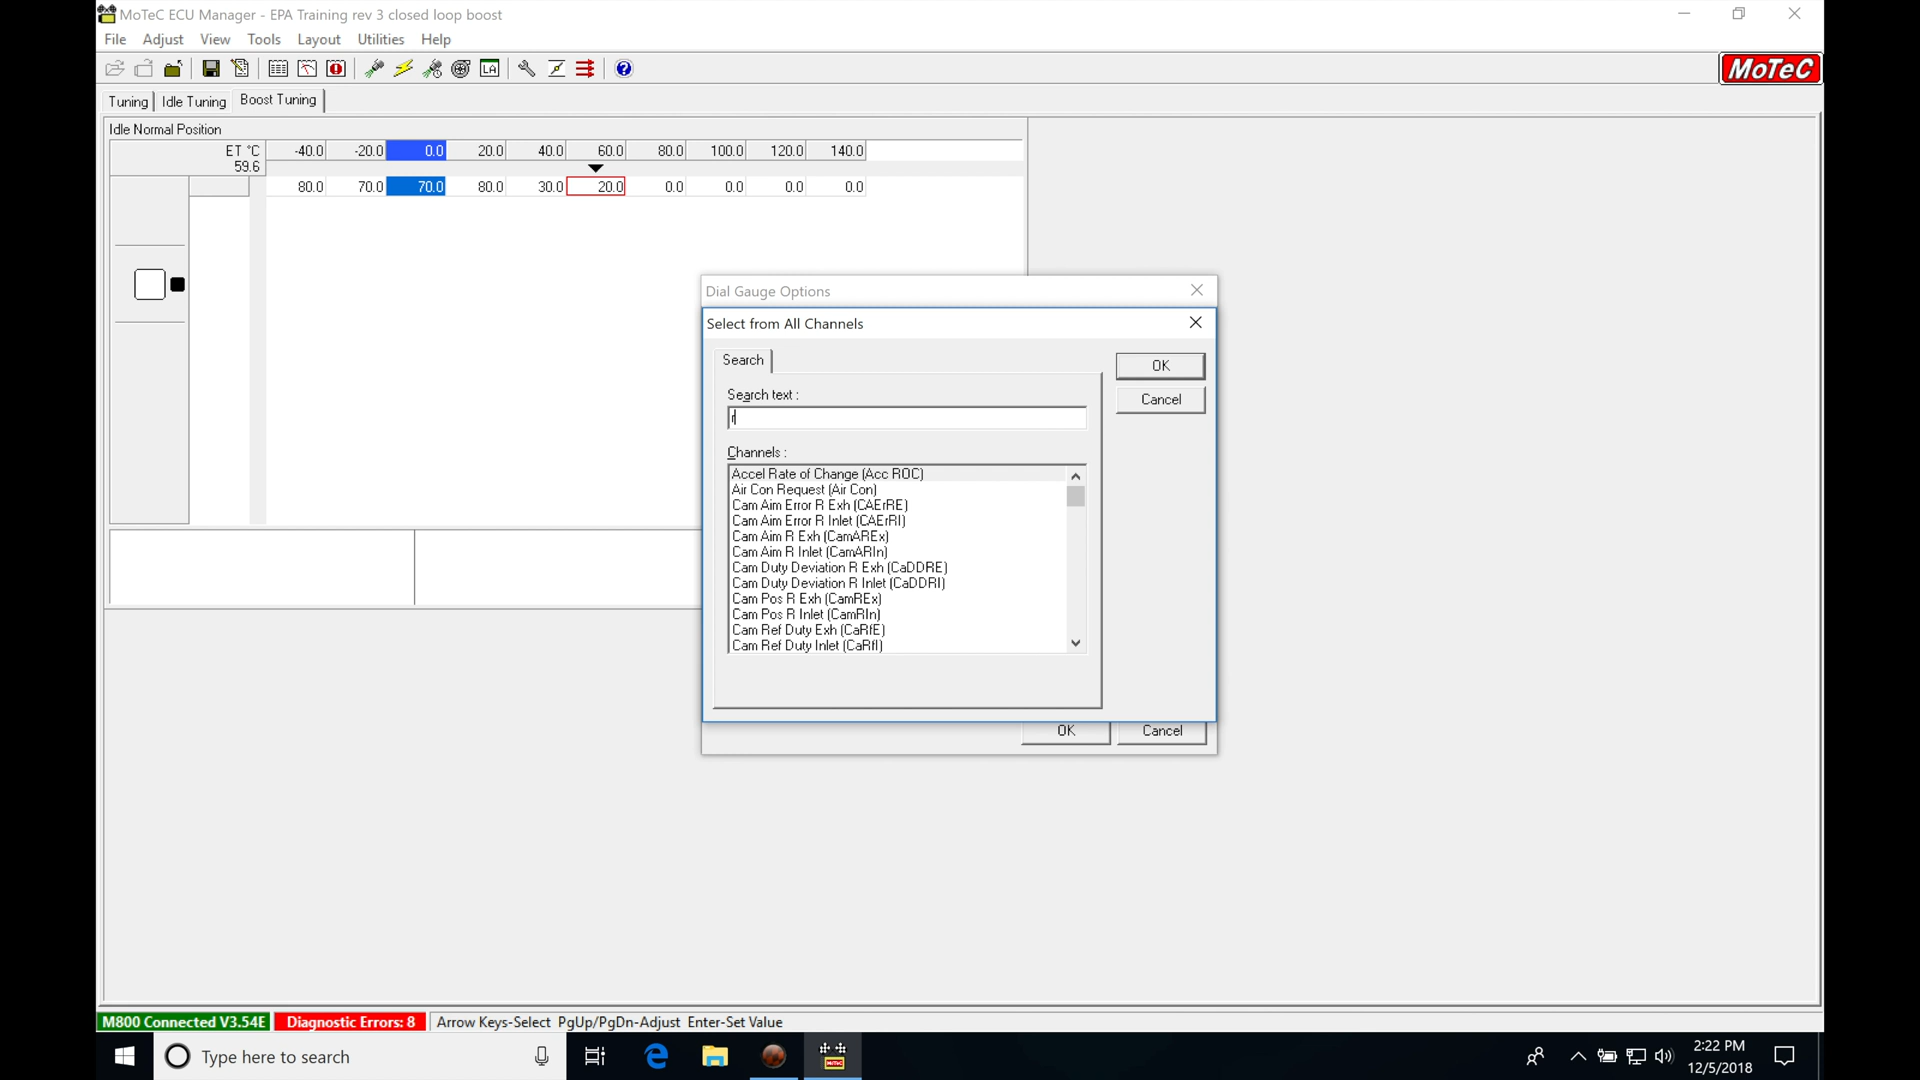 MoTeC ECU Manager - EPA Training rev 3 closed loop boost
File Adjust View Tools Layout Utilities Help
LA
MoTeC
Tuning Idle Tuning Boost Tuning
Idle Normal Position
ET °C -40.0 -20.0 0.0 20.0 40.0 60.0 80.0 100.0 120.0 140.0
59.6
80.0 70.0 70.0 80.0 30.0 20.0 0.0 0.0 0.0 0.0
Dial Gauge Options
Select from All Channels
Search
OK
Cancel
Search text :
r
Channels :
Accel Rate of Change (Acc ROC)
Air Con Request (Air Con)
Cam Aim Error R Exh (CAErRE)
Cam Aim Error R Inlet (CAErRI)
Cam Aim R Exh (CamAREx)
Cam Aim R Inlet (CamARIn)
Cam Duty Deviation R Exh (CaDDRE)
Cam Duty Deviation R Inlet (CaDDRI)
Cam Pos R Exh (CamREx)
Cam Pos R Inlet (CamRIn)
Cam Ref Duty Exh (CaRfE)
Cam Ref Duty Inlet (CaRfI)
OK Cancel
M800 Connected V3.54E Diagnostic Errors: 8 Arrow Keys-Select PgUp/PgDn-Adjust Enter-Set Value
Type here to search
2:22 PM
12/5/2018